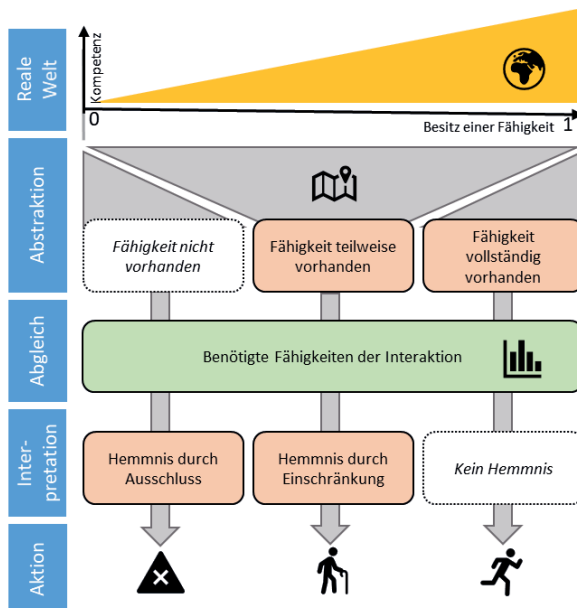 Reale
Welt
Kompetenz
0
Besitz einer Fähigkeit
1
Abstraktion
Fähigkeit nicht
vorhanden
Fähigkeit teilweise
vorhanden
Fähigkeit
vollständig
vorhanden
Abgleich
Benötigte Fähigkeiten der Interaktion
Inter-
pretation
Hemmnis durch
Ausschluss
Hemmnis durch
Einschränkung
Kein Hemmnis
Aktion